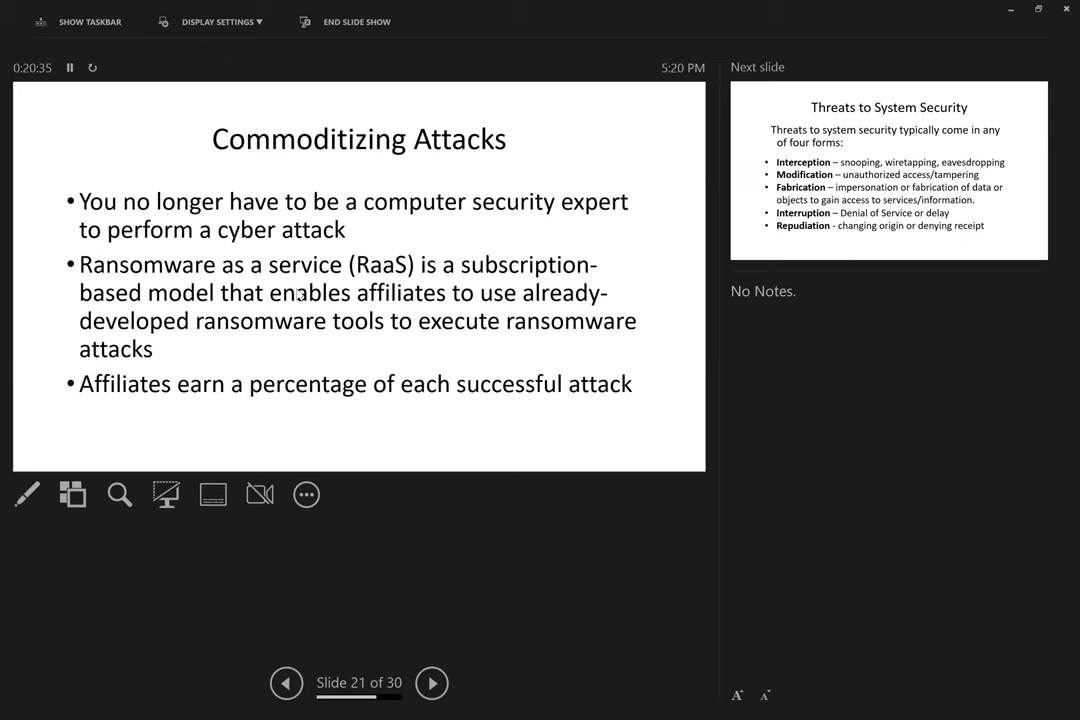 SHOW TASKBAR
DISPLAY SETTINGS ▼
END SLIDE SHOW
0:20:35
5:20 PM
Commoditizing Attacks
• You no longer have to be a computer security expert
to perform a cyber attack
• Ransomware as a service (RaaS) is a subscription-
based model that enables affiliates to use already-
developed ransomware tools to execute ransomware
attacks
• Affiliates earn a percentage of each successful attack
Slide 21 of 30
Next slide
Threats to System Security
Threats to system security typically come in any
of four forms:
• Interception – snooping, wiretapping, eavesdropping
• Modification – unauthorized access/tampering
• Fabrication – impersonation or fabrication of data or
objects to gain access to services/information.
• Interruption – Denial of Service or delay
• Repudiation - changing origin or denying receipt
No Notes.
A
A